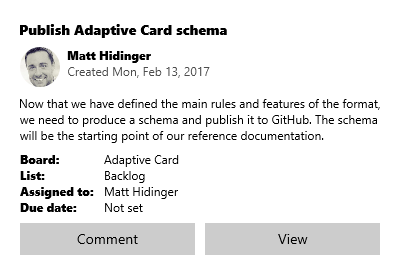 Publish Adaptive Card schema
Matt Hidinger
Created Mon, Feb 13, 2017
Now that we have defined the main rules and features of the format,
we need to produce a schema and publish it to GitHub. The schema
will be the starting point of our reference documentation.
Board: Adaptive Card
List: Backlog
Assigned to: Matt Hidinger
Due date: Not set
Comment View